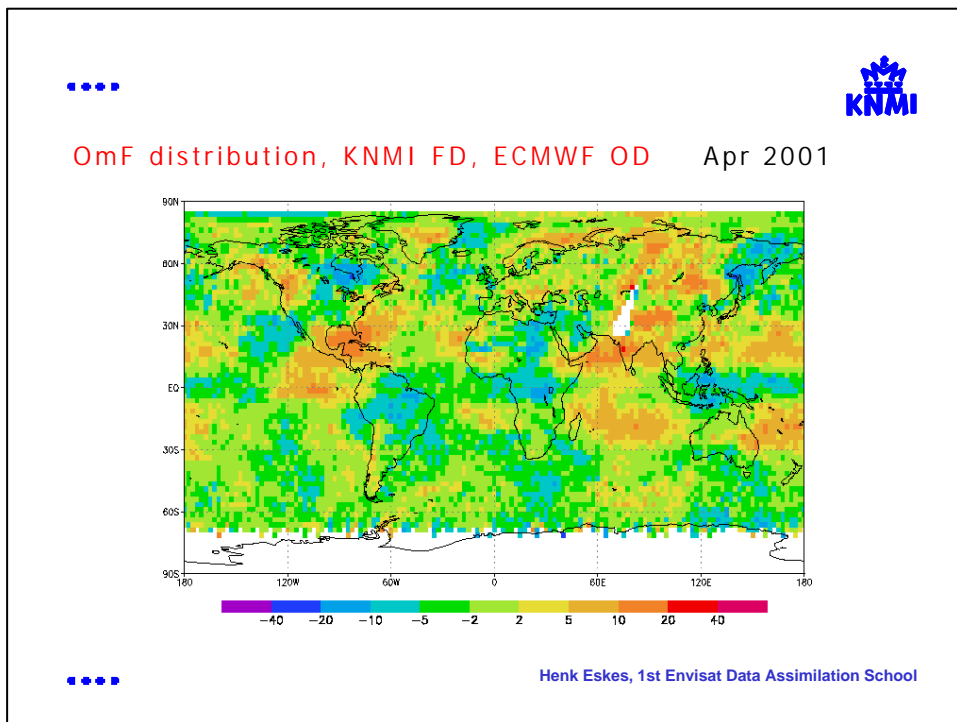 KNMI
OmF distribution, KNMI FD, ECMWF OD Apr 2001
90N
60N
30N
EQ
30S
60S
90S
180 120W 60W 0 60E 120E 180
−40 −20 −10 −5 −2 2 5 10 20 40
Henk Eskes, 1st Envisat Data Assimilation School